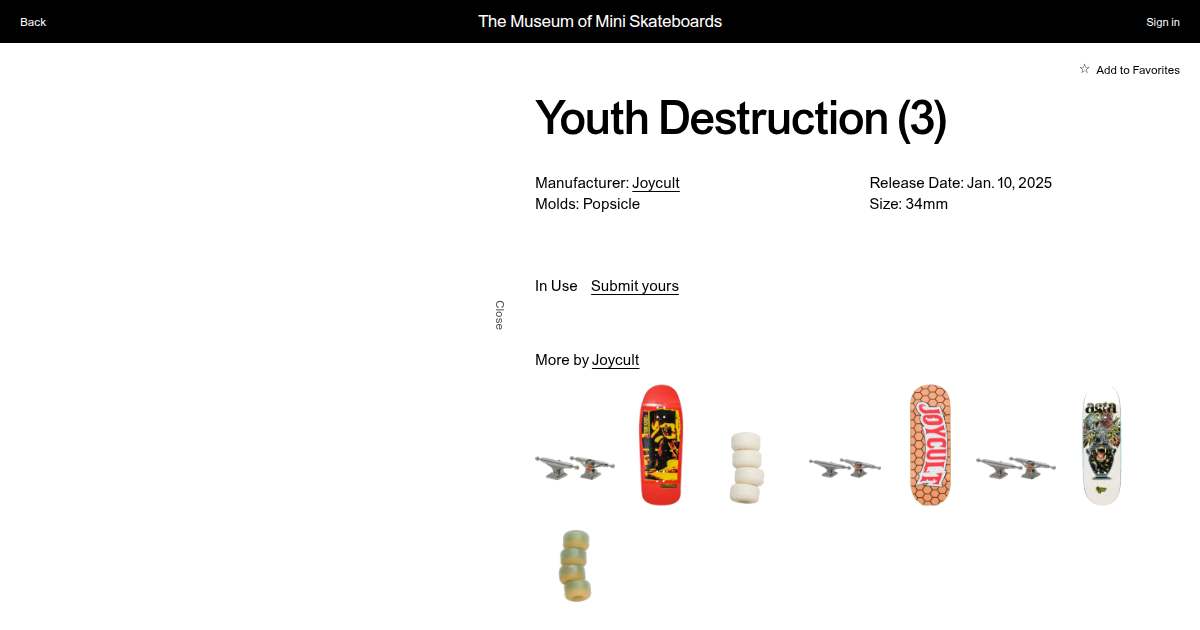 Back
The Museum of Mini Skateboards
Sign in
☆ Add to Favorites
Youth Destruction (3)
Manufacturer: Joycult
Release Date: Jan. 10, 2025
Molds: Popsicle
Size: 34mm
In Use Submit yours
Close
More by Joycult
JOYCULT
asta